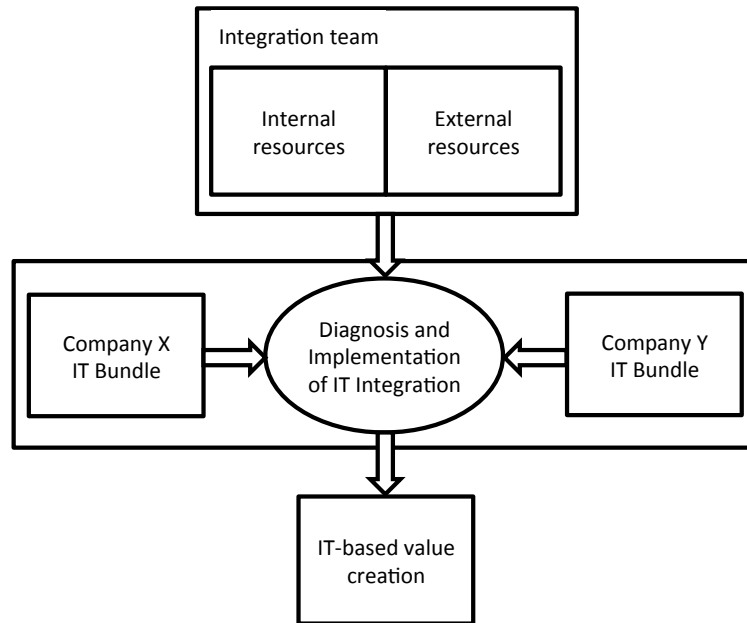 Integration team
Internal
resources
External
resources
Company X
IT Bundle
Diagnosis and
Implementation
of IT Integration
Company Y
IT Bundle
IT-based value
creation